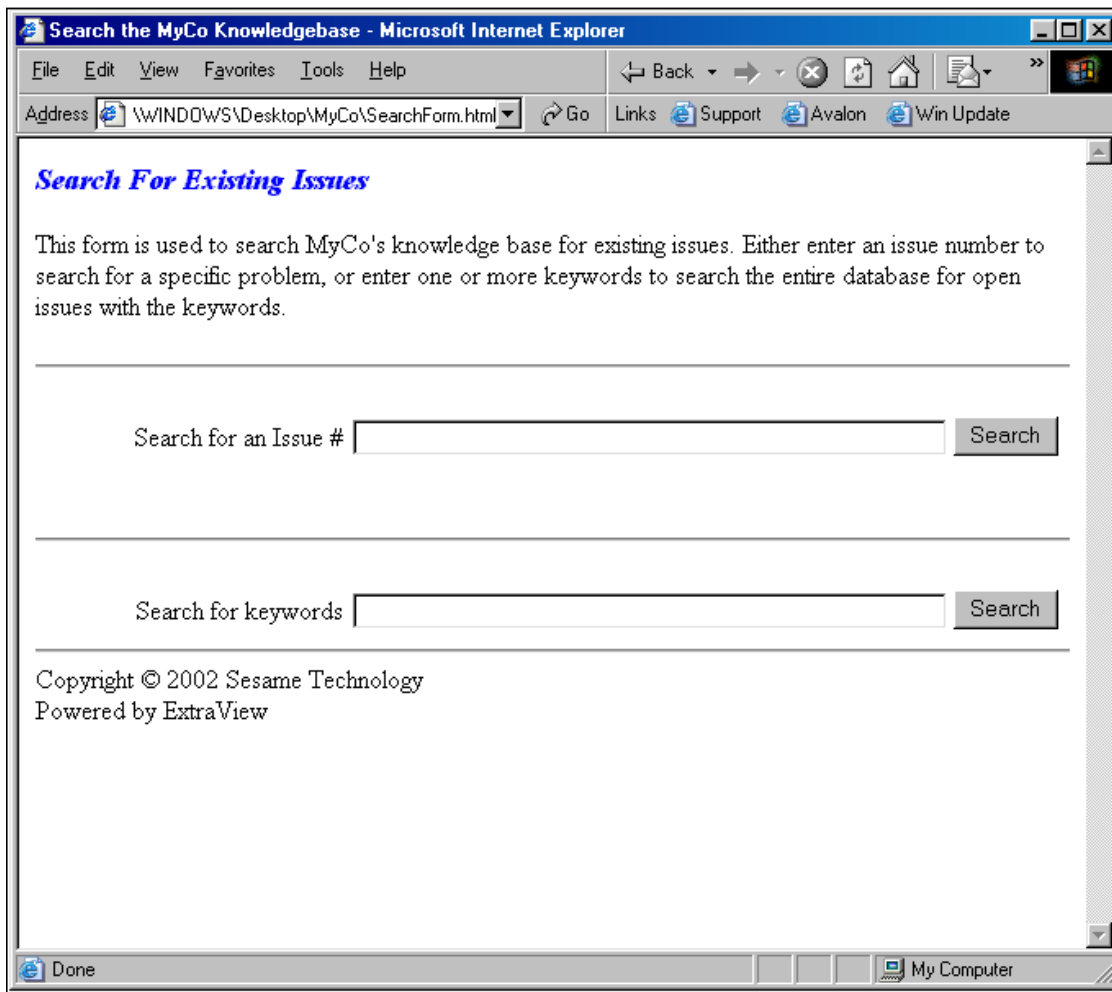 Search the MyCo Knowledgebase - Microsoft Internet Explorer
File Edit View Favorites Tools Help
Back »
Address \WINDOWS\Desktop\MyCo\SearchForm.html Go Links Support Avalon Win Update
Search For Existing Issues
This form is used to search MyCo's knowledge base for existing issues. Either enter an issue number to
search for a specific problem, or enter one or more keywords to search the entire database for open
issues with the keywords.
Search for an Issue # Search
Search for keywords Search
Copyright © 2002 Sesame Technology
Powered by ExtraView
Done My Computer